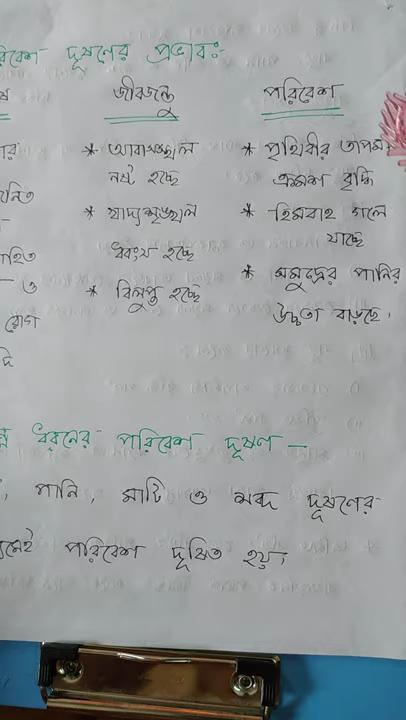 রিবেশ দূষণের প্রভাব:-
জীবজন্তু পরিবেশ
* আবাসস্থল * পৃথিবীর তাপমা
নষ্ট হচ্ছে ক্রমশ বৃদ্ধি
নিত
* খাদ্যশৃঙ্খল * হিমবাহ গলে
যাচ্ছে
বাহিত ধ্বংস হচ্ছে
ও * বিলুপ্ত হচ্ছে * সমুদ্রের পানির
রোগ উচ্চতা বাড়ছে।
দি
ন্ন ধরনের পরিবেশ দূষণ —
, পানি, মাটি ও শব্দ দূষণের
মেই পরিবেশ দূষিত হয়।